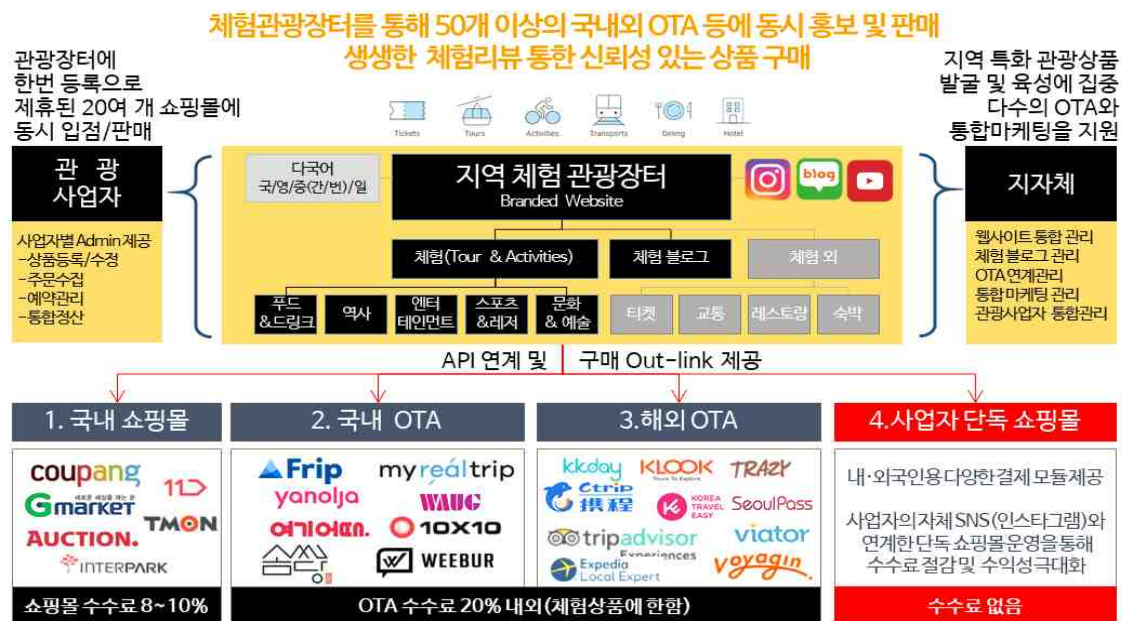 체험관광장터를 통해 50개 이상의 국내외 OTA 등에 동시 홍보 및 판매
생생한 체험리뷰 통한 신뢰성 있는 상품 구매
관광장터에
한번 등록으로
제휴된 20여 개 쇼핑몰에
동시 입점/판매
지역 특화 관광상품
발굴 및 육성에 집중
다수의 OTA와
통합마케팅을 지원
Tickets
Tours
Activities
Transports
Dining
Hotel
관 광
사업자
사업자별 Admin 제공
-상품등록/수정
-주문수집
-예약관리
-통합정산
다국어
국/영/중(간/번)/일
지역 체험 관광장터
Branded Website
blog
체험(Tour & Activities)
체험 블로그
체험 외
푸드
&드링크
역사
엔터
테인먼트
스포츠
&레저
문화
& 예술
티켓
교통
레스토랑
숙박
지자체
웹사이트 통합 관리
체험 블로그 관리
OTA 연계관리
통합 마케팅 관리
관광사업자 통합관리
API 연계 및 구매 Out-link 제공
1. 국내 쇼핑몰
coupang
11
새로운 세상을 깨는 문
Gmarket
TMON
AUCTION.
INTERPARK
쇼핑몰 수수료 8~10%
2. 국내 OTA
Frip
myrealtrip
yanolja
WAUG
여기어때.
10X10
솜씨당
WEEBUR
3.해외 OTA
kkday
KLOOK
Yours To Explore
TRAZY
Ctrip
携程
KOREA
TRAVEL
EASY
SeoulPass
tripadvisor
Experiences
viator
Expedia
Local Expert
voyagin
OTA 수수료 20% 내외 (체험상품에 한함)
4.사업자 단독 쇼핑몰
내·외국인용 다양한 결제 모듈 제공
사업자의 자체 SNS (인스타그램)와
연계한 단독 쇼핑몰 운영을 통해
수수료 절감 및 수익성 극대화
수수료 없음